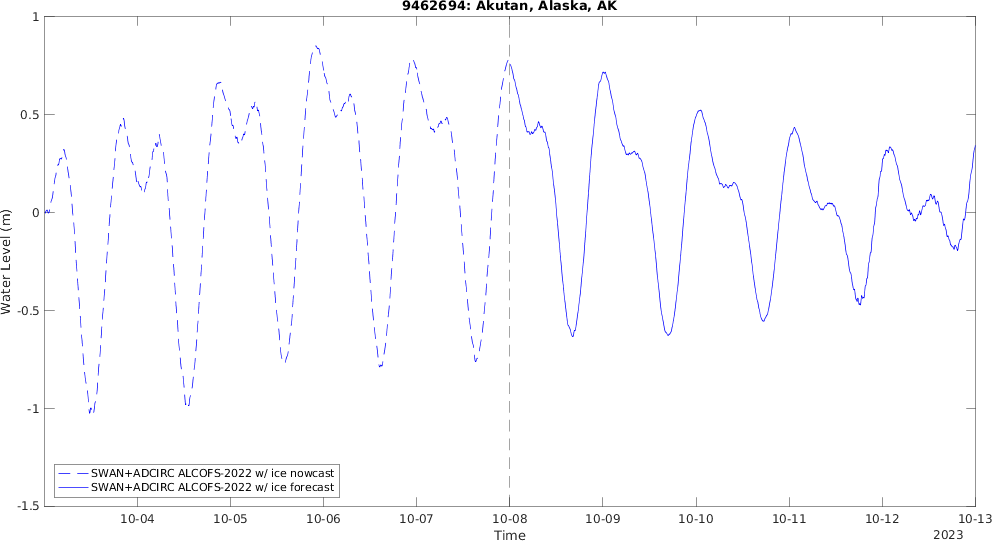 9462694: Akutan, Alaska, AK
Water Level (m)
1
0.5
0
-0.5
-1
-1.5
SWAN+ADCIRC ALCOFS-2022 w/ ice nowcast
SWAN+ADCIRC ALCOFS-2022 w/ ice forecast
10-04 10-05 10-06 10-07 10-08 10-09 10-10 10-11 10-12 10-13
Time
2023